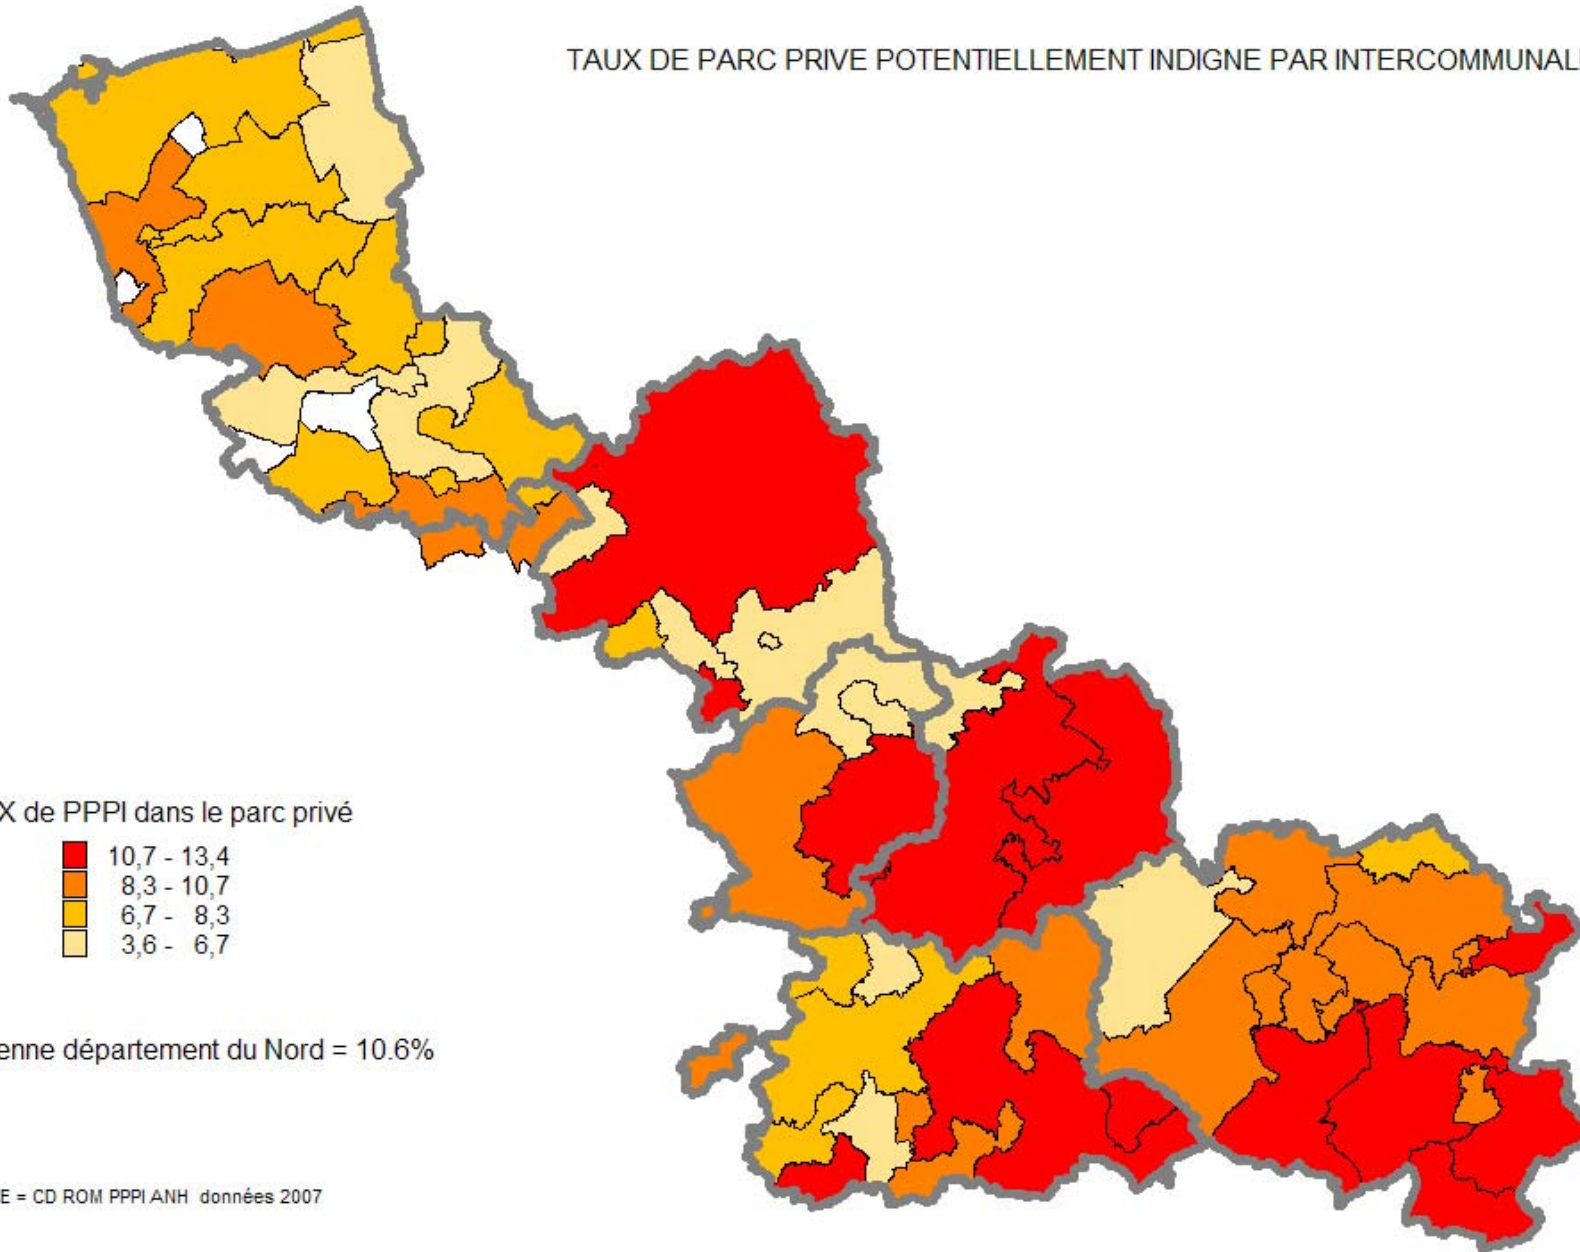 TAUX DE PARC PRIVE POTENTIELLEMENT INDIGNE PAR INTERCOMMUNALI
X de PPPI dans le parc privé
10,7 - 13,4
8,3 - 10,7
6,7 - 8,3
3,6 - 6,7
enne département du Nord = 10.6%
E = CD ROM PPPI ANH données 2007